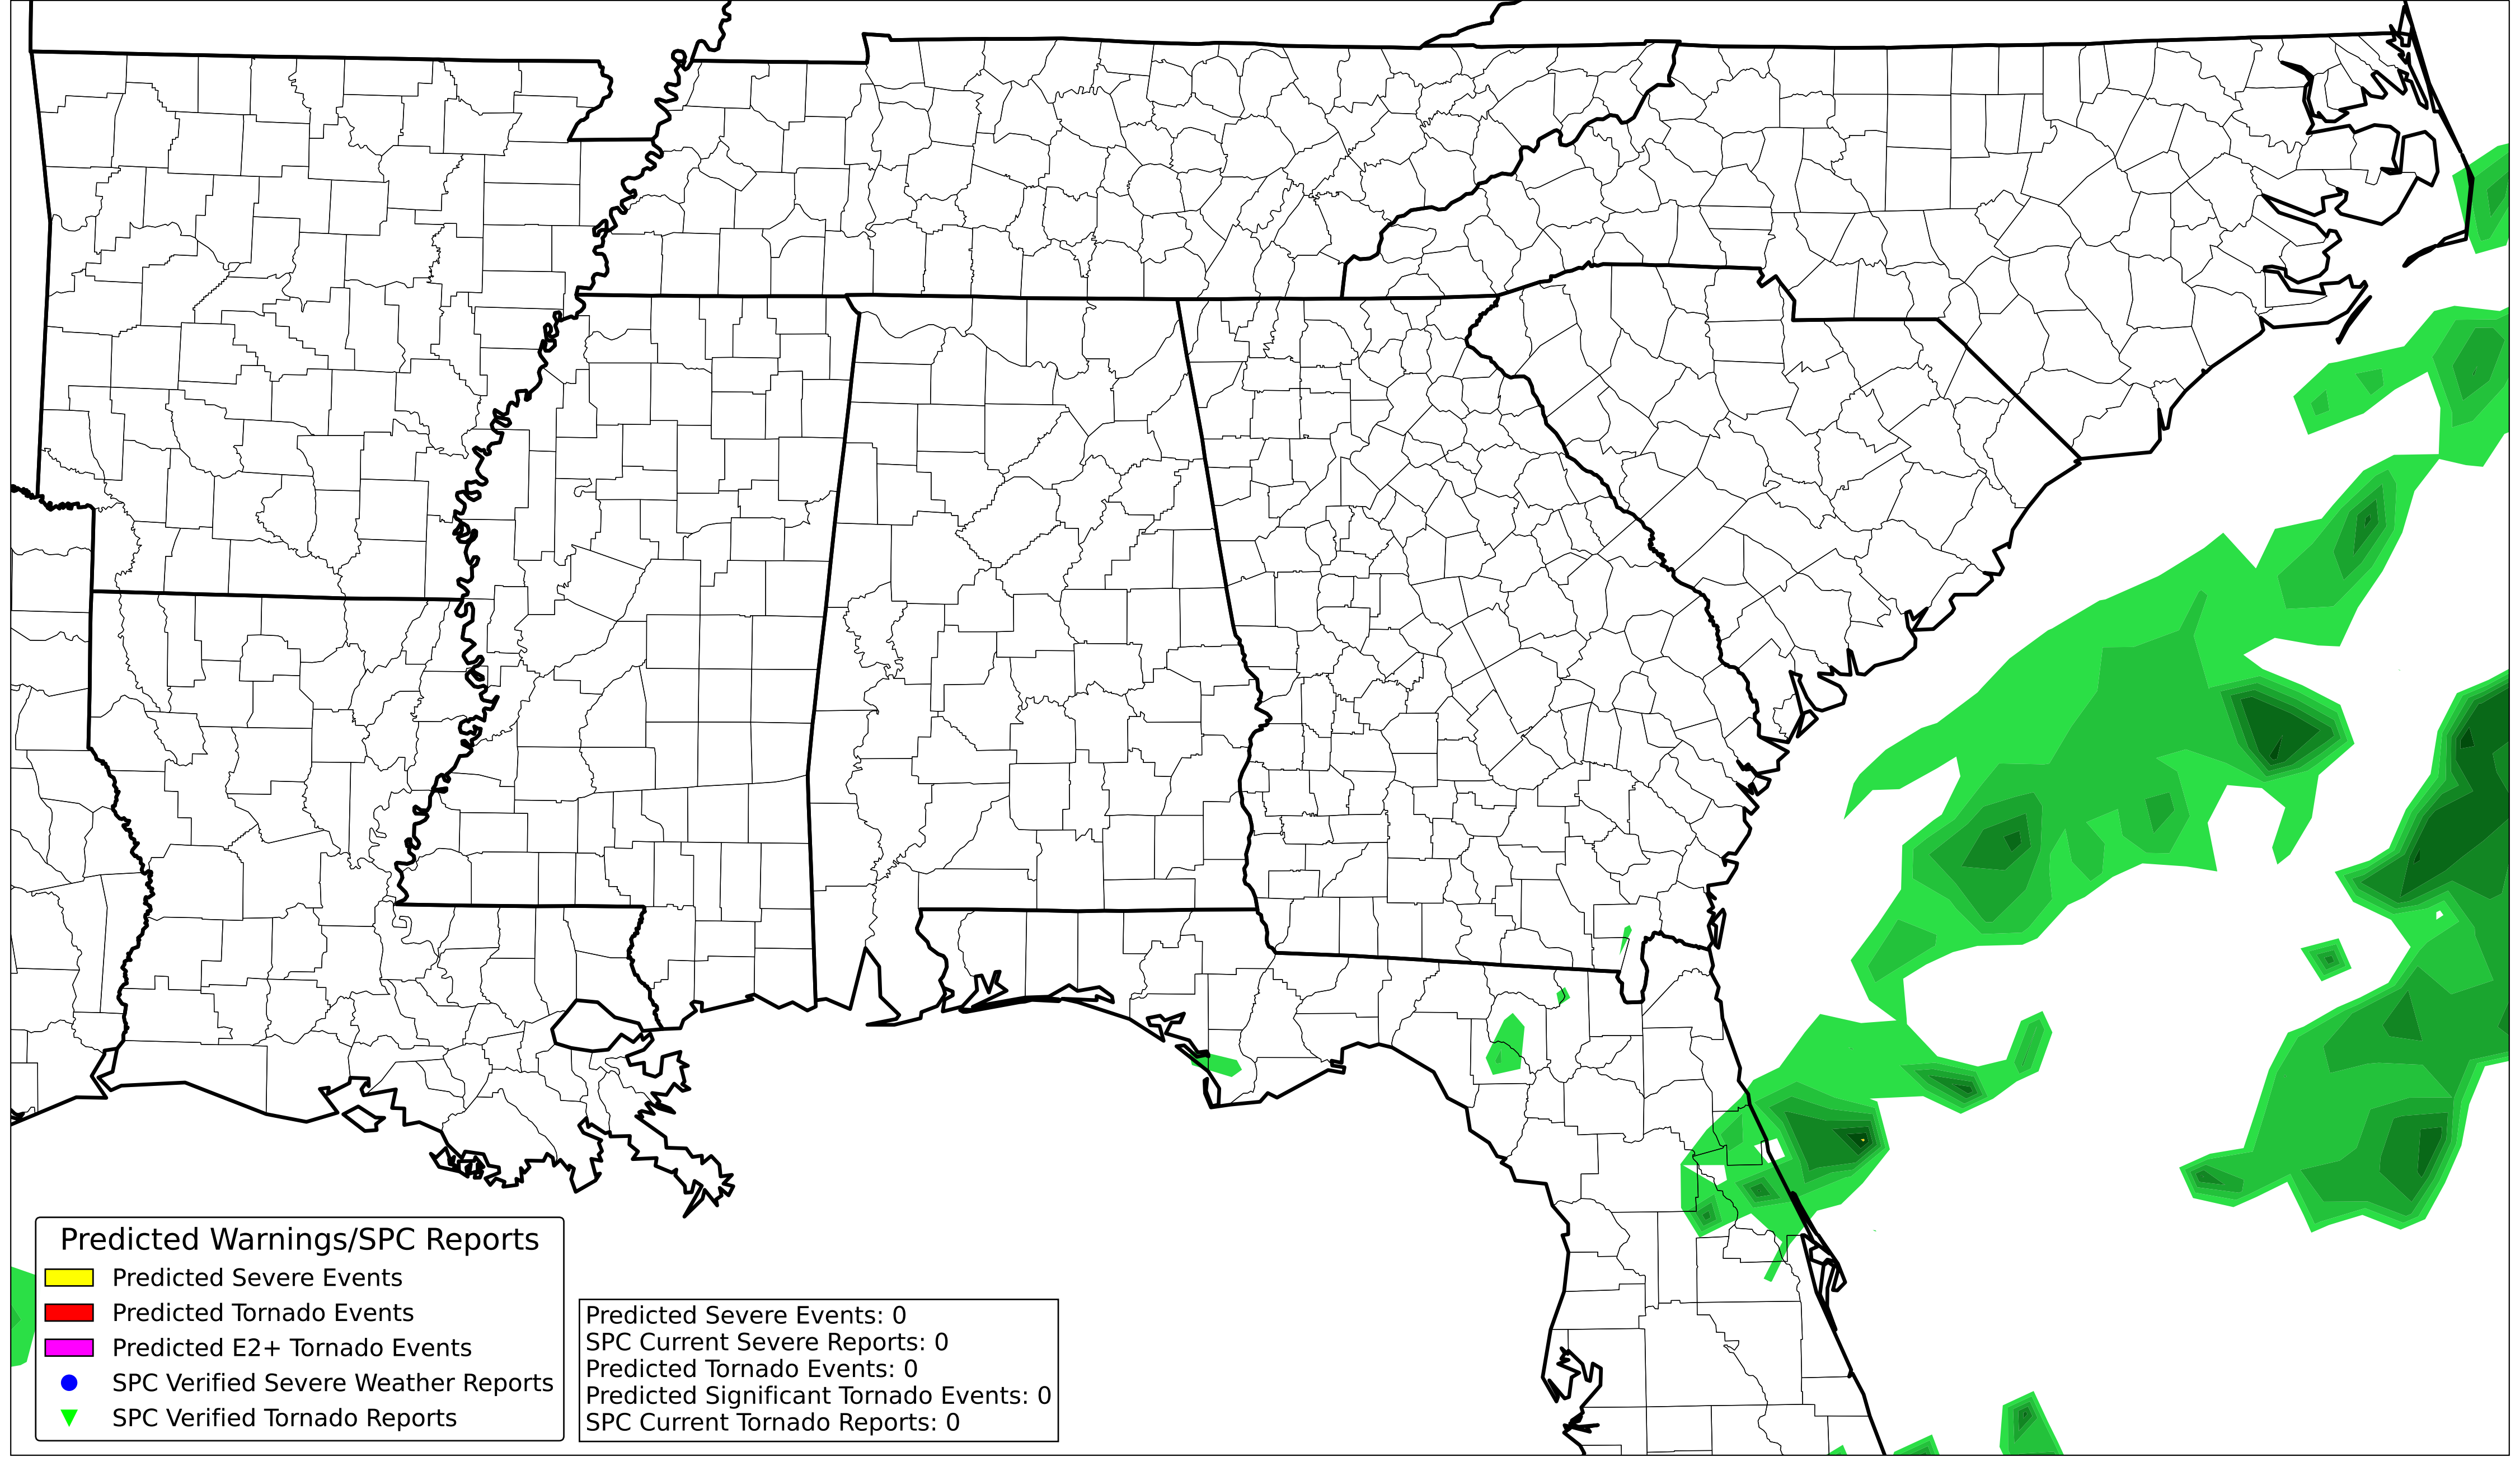 Predicted Warnings/SPC Reports
Predicted Severe Events
Predicted Tornado Events
Predicted E2+ Tornado Events
SPC Verified Severe Weather Reports
SPC Verified Tornado Reports
Predicted Severe Events: 0
SPC Current Severe Reports: 0
Predicted Tornado Events: 0
Predicted Significant Tornado Events: 0
SPC Current Tornado Reports: 0